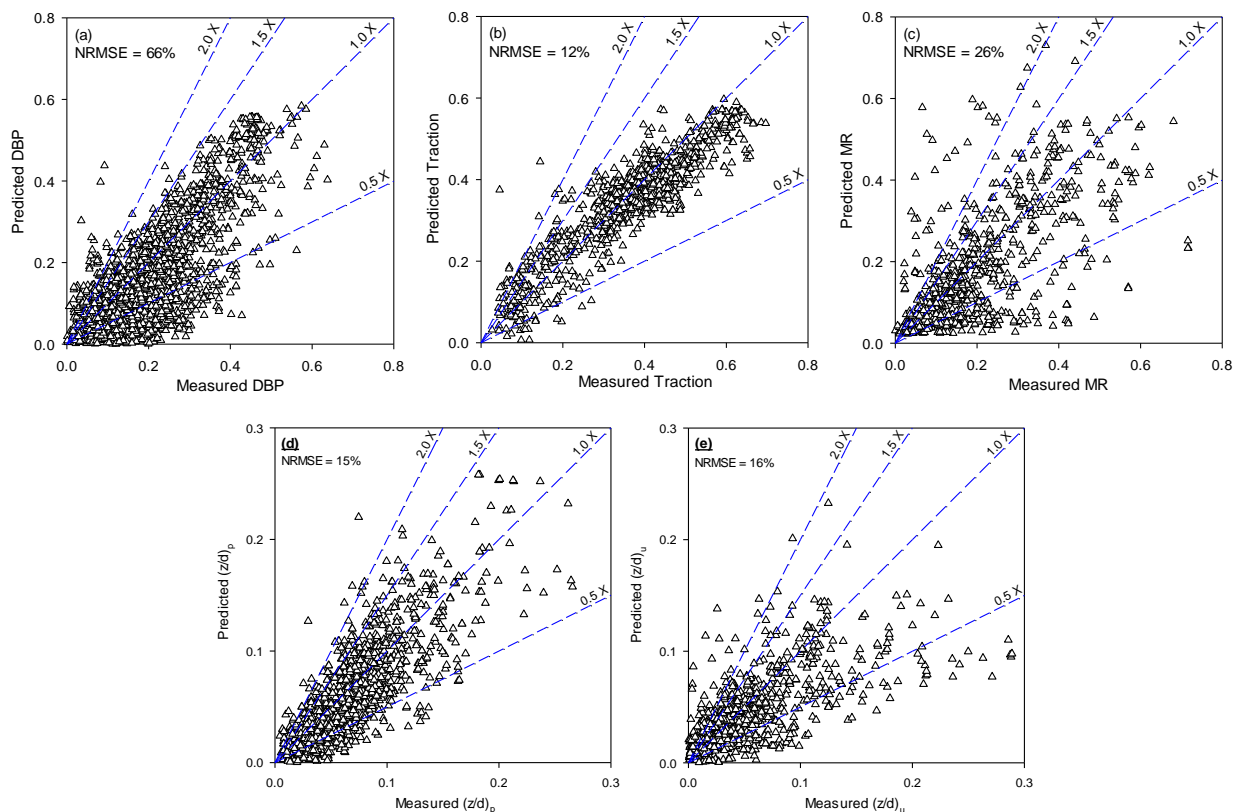 (a)
NRMSE = 66%
2.0 X
1.5 X
1.0 X
0.5 X
Predicted DBP
0.8
0.6
0.4
0.2
0.0
0.0 0.2 0.4 0.6 0.8
Measured DBP
(b)
NRMSE = 12%
2.0 X
1.5 X
1.0 X
0.5 X
Predicted Traction
0.8
0.6
0.4
0.2
0.0
0.0 0.2 0.4 0.6 0.8
Measured Traction
(c)
NRMSE = 26%
2.0 X
1.5 X
1.0 X
0.5 X
Predicted MR
0.8
0.6
0.4
0.2
0.0
0.0 0.2 0.4 0.6 0.8
Measured MR
(d)
NRMSE = 15%
2.0 X
1.5 X
1.0 X
0.5 X
Predicted (z/d)p
0.3
0.2
0.1
0.0
0.0 0.1 0.2 0.3
Measured (z/d)p
(e)
NRMSE = 16%
2.0 X
1.5 X
1.0 X
0.5 X
Predicted (z/d)u
0.3
0.2
0.1
0.0
0.0 0.1 0.2 0.3
Measured (z/d)u